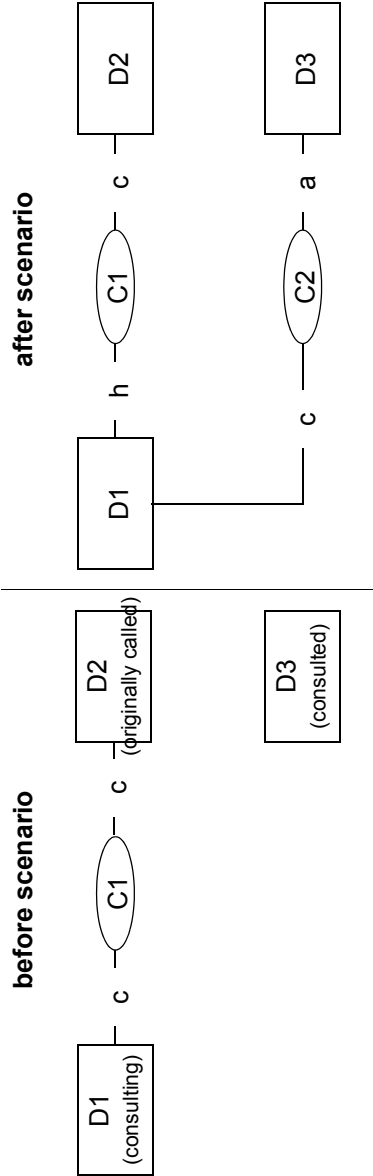 before scenario
D1
(consulting)
c
C1
c
D2
(originally called)
D3
(consulted)
after scenario
D1
h
C1
c
D2
c
C2
a
D3